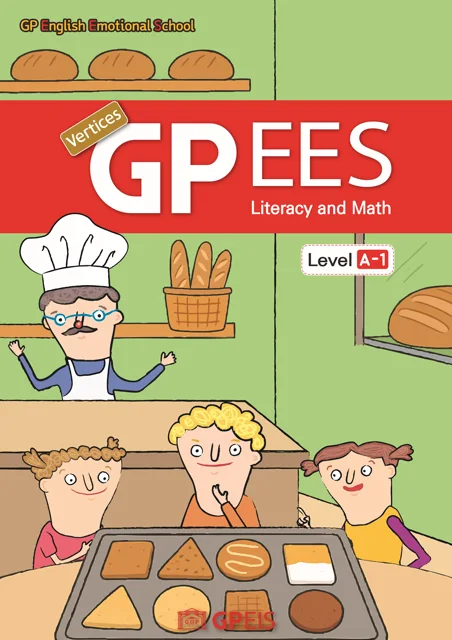 GP English Emotional School
Vertices
GP EES
Literacy and Math
Level A-1
GPEIS